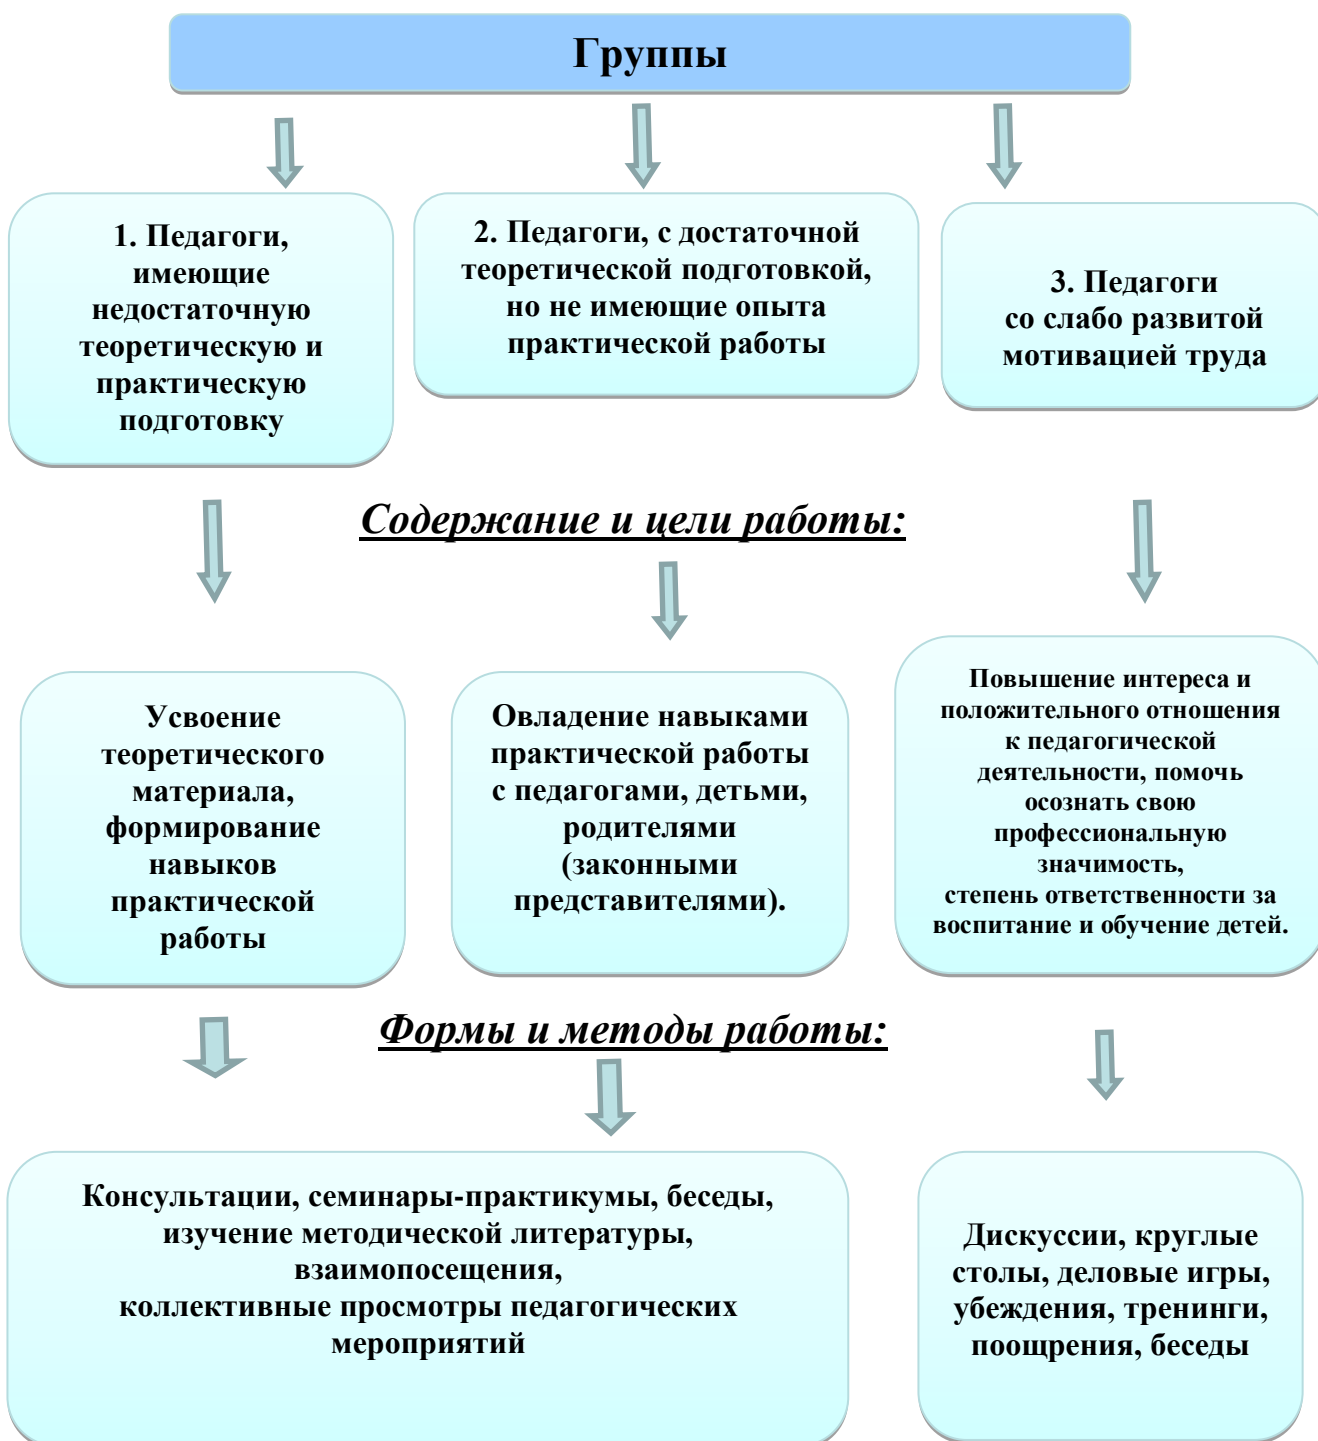 Группы
1. Педагоги,
имеющие
недостаточную
теоретическую и
практическую
подготовку
2. Педагоги, с достаточной
теоретической подготовкой,
но не имеющие опыта
практической работы
3. Педагоги
со слабо развитой
мотивацией труда
Содержание и цели работы:
Усвоение
теоретического
материала,
формирование
навыков
практической
работы
Овладение навыками
практической работы
с педагогами, детьми,
родителями
(законными
представителями).
Повышение интереса и
положительного отношения
к педагогической
деятельности, помочь
осознать свою
профессиональную
значимость,
степень ответственности за
воспитание и обучение детей.
Формы и методы работы:
Консультации, семинары-практикумы, беседы,
изучение методической литературы,
взаимопосещения,
коллективные просмотры педагогических
мероприятий
Дискуссии, круглые
столы, деловые игры,
убеждения, тренинги,
поощрения, беседы